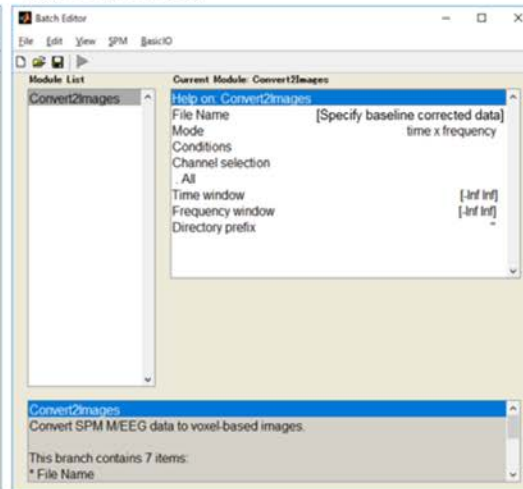 Batch Editor
File Edit View SPM BasicIO
Module List
Current Module: Convert2Images
Convert2Images
Help on: Convert2Images
File Name [Specify baseline corrected data]
Mode time x frequency
Conditions
Channel selection
. All
Time window [-Inf Inf]
Frequency window [-Inf Inf]
Directory prefix ''
Convert2Images
Convert SPM M/EEG data to voxel-based images.
This branch contains 7 items:
* File Name